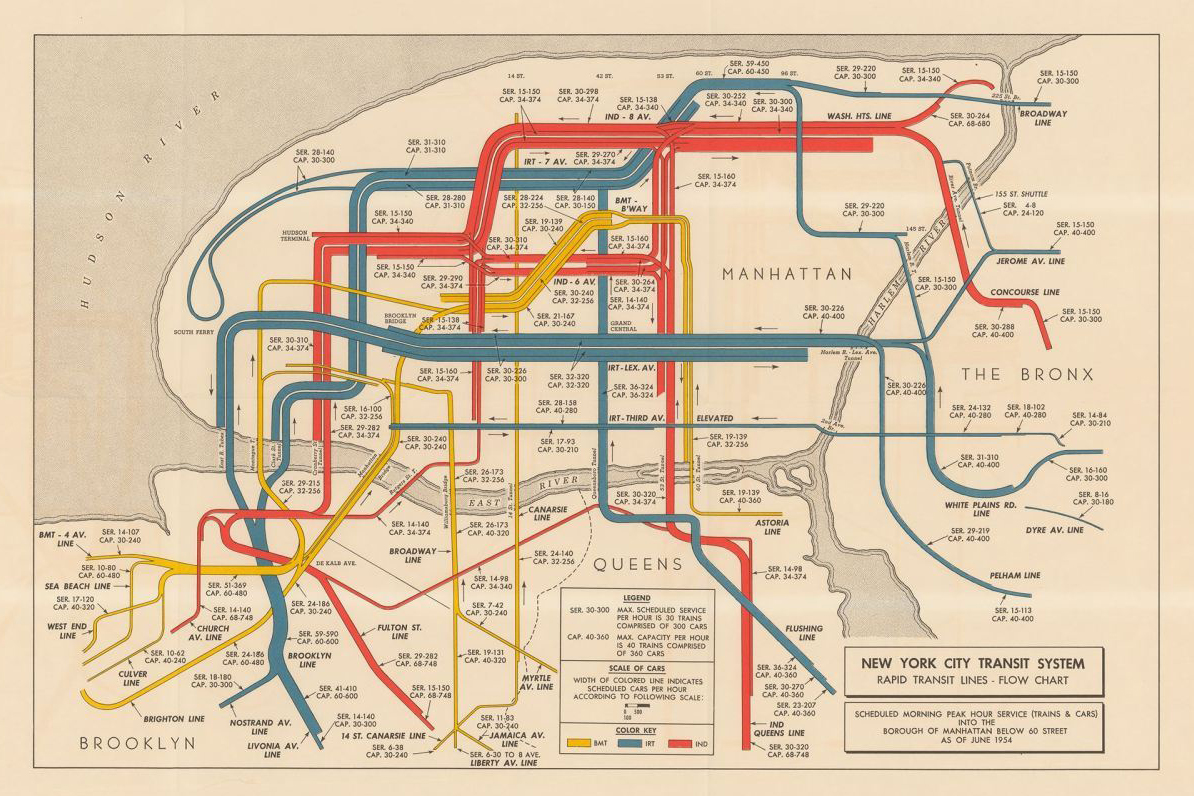 HUDSON RIVER
14 ST.
42 ST.
53 ST.
60 ST.
96 ST.
SER. 59-450
CAP. 60-450
SER. 29-220
CAP. 30-300
SER. 15-150
CAP. 34-340
SER. 15-150
CAP. 30-300
225 St. Br.
BROADWAY
LINE
SER. 15-150
CAP. 34-374
SER. 30-298
CAP. 34-374
SER. 15-138
CAP. 34-374
IND - 8 AV.
SER. 30-252
CAP. 34-340
SER. 30-300
CAP. 34-340
WASH. HTS. LINE
SER. 30-264
CAP. 68-680
SER. 28-140
CAP. 30-300
SER. 31-310
CAP. 31-310
IRT - 7 AV.
SER. 29-270
CAP. 34-374
SER. 15-160
CAP. 34-374
155 ST. SHUTTLE
SER. 4-8
CAP. 24-120
SER. 28-280
CAP. 31-310
SER. 28-224
CAP. 32-256
SER. 28-140
CAP. 30-150
BMT -
B'WAY
SER. 29-220
CAP. 30-300
145 ST.
SER. 15-150
CAP. 40-400
JEROME AV. LINE
HUDSON
TERMINAL
SER. 15-150
CAP. 34-340
SER. 19-139
CAP. 30-240
SER. 30-310
CAP. 34-374
SER. 15-160
CAP. 34-374
HARLEM RIVER
MANHATTAN
SER. 15-150
CAP. 34-340
SER. 29-290
CAP. 34-374
IND - 6 AV.
SER. 30-264
CAP. 34-374
SER. 15-150
CAP. 30-300
CONCOURSE LINE
SER. 30-240
CAP. 32-256
SER. 14-140
CAP. 34-374
SER. 30-226
CAP. 40-400
SER. 30-288
CAP. 40-400
SER. 15-150
CAP. 30-300
SOUTH FERRY
BROOKLYN
BRIDGE
SER. 15-138
CAP. 34-374
SER. 21-167
CAP. 30-240
GRAND
CENTRAL
Harlem R. - Lex. Ave.
Tunnel
SER. 30-310
CAP. 34-374
SER. 15-160
CAP. 34-374
SER. 30-226
CAP. 30-300
SER. 32-320
CAP. 32-320
IRT-LEX. AV.
THE BRONX
SER. 36-324
CAP. 36-324
SER. 30-226
CAP. 40-400
SER. 16-100
CAP. 32-256
SER. 28-158
CAP. 40-280
IRT-THIRD AV. ELEVATED
2nd Ave.
Br.
SER. 24-132
CAP. 40-280
SER. 18-102
CAP. 40-280
SER. 14-84
CAP. 30-210
SER. 29-282
CAP. 34-374
SER. 30-240
CAP. 40-300
SER. 17-93
CAP. 30-210
SER. 19-139
CAP. 32-256
SER. 31-310
CAP. 40-400
SER. 16-160
CAP. 30-300
SER. 26-173
CAP. 32-256
EAST RIVER
SER. 29-215
CAP. 32-256
SER. 30-320
CAP. 34-374
SER. 19-139
CAP. 40-360
WHITE PLAINS RD.
LINE
SER. 8-16
CAP. 30-180
DYRE AV. LINE
Williamsburg Bridge
14 St. Tunnel
Queensboro Tunnel
53 St. Tunnel
60 St. Tunnel
CANARSIE
LINE
ASTORIA
LINE
BMT - 4 AV.
LINE
SER. 14-107
CAP. 30-240
SER. 14-140
CAP. 34-374
SER. 26-173
CAP. 40-320
SER. 29-219
CAP. 40-400
BROADWAY
LINE
SER. 24-140
CAP. 32-256
QUEENS
SER. 10-80
CAP. 60-480
DE KALB AVE.
SER. 14-98
CAP. 34-374
PELHAM LINE
SEA BEACH LINE
SER. 51-369
CAP. 60-480
SER. 14-98
CAP. 30-240
SER. 15-113
CAP. 40-400
SER. 17-120
CAP. 40-320
SER. 14-140
CAP. 68-748
SER. 24-186
CAP. 30-240
SER. 7-42
CAP. 30-240
WEST END
LINE
CHURCH
AV. LINE
FULTON ST.
LINE
FLUSHING
LINE
SER. 10-62
CAP. 40-240
SER. 24-186
CAP. 60-480
SER. 59-590
CAP. 60-600
BROOKLYN
LINE
SER. 29-282
CAP. 68-748
SER. 19-131
CAP. 40-320
CULVER
LINE
SER. 18-180
CAP. 30-300
SER. 41-410
CAP. 60-600
SER. 15-150
CAP. 68-748
MYRTLE
AV. LINE
SER. 36-324
CAP. 40-360
SER. 30-270
CAP. 40-360
SER. 23-207
CAP. 40-360
BRIGHTON LINE
NOSTRAND AV.
LINE
SER. 14-140
CAP. 30-300
SER. 11-83
CAP. 30-240
BROOKLYN
LIVONIA AV.
LINE
14 ST. CANARSIE LINE
JAMAICA AV.
LINE
IND
QUEENS LINE
SER. 6-38
CAP. 30-240
SER. 6-30 TO 8 AVE.
LIBERTY AV. LINE
SER. 30-320
CAP. 68-748
LEGEND
SER. 30-300 MAX. SCHEDULED SERVICE
PER HOUR IS 30 TRAINS
COMPRISED OF 300 CARS
CAP. 40-360 MAX. CAPACITY PER HOUR
IS 40 TRAINS COMPRISED
OF 360 CARS
SCALE OF CARS
WIDTH OF COLORED LINE INDICATES
SCHEDULED CARS PER HOUR
ACCORDING TO FOLLOWING SCALE:
COLOR KEY
BMT IRT IND
NEW YORK CITY TRANSIT SYSTEM
RAPID TRANSIT LINES - FLOW CHART
SCHEDULED MORNING PEAK HOUR SERVICE (TRAINS & CARS)
INTO THE
BOROUGH OF MANHATTAN BELOW 60 STREET
AS OF JUNE 1954